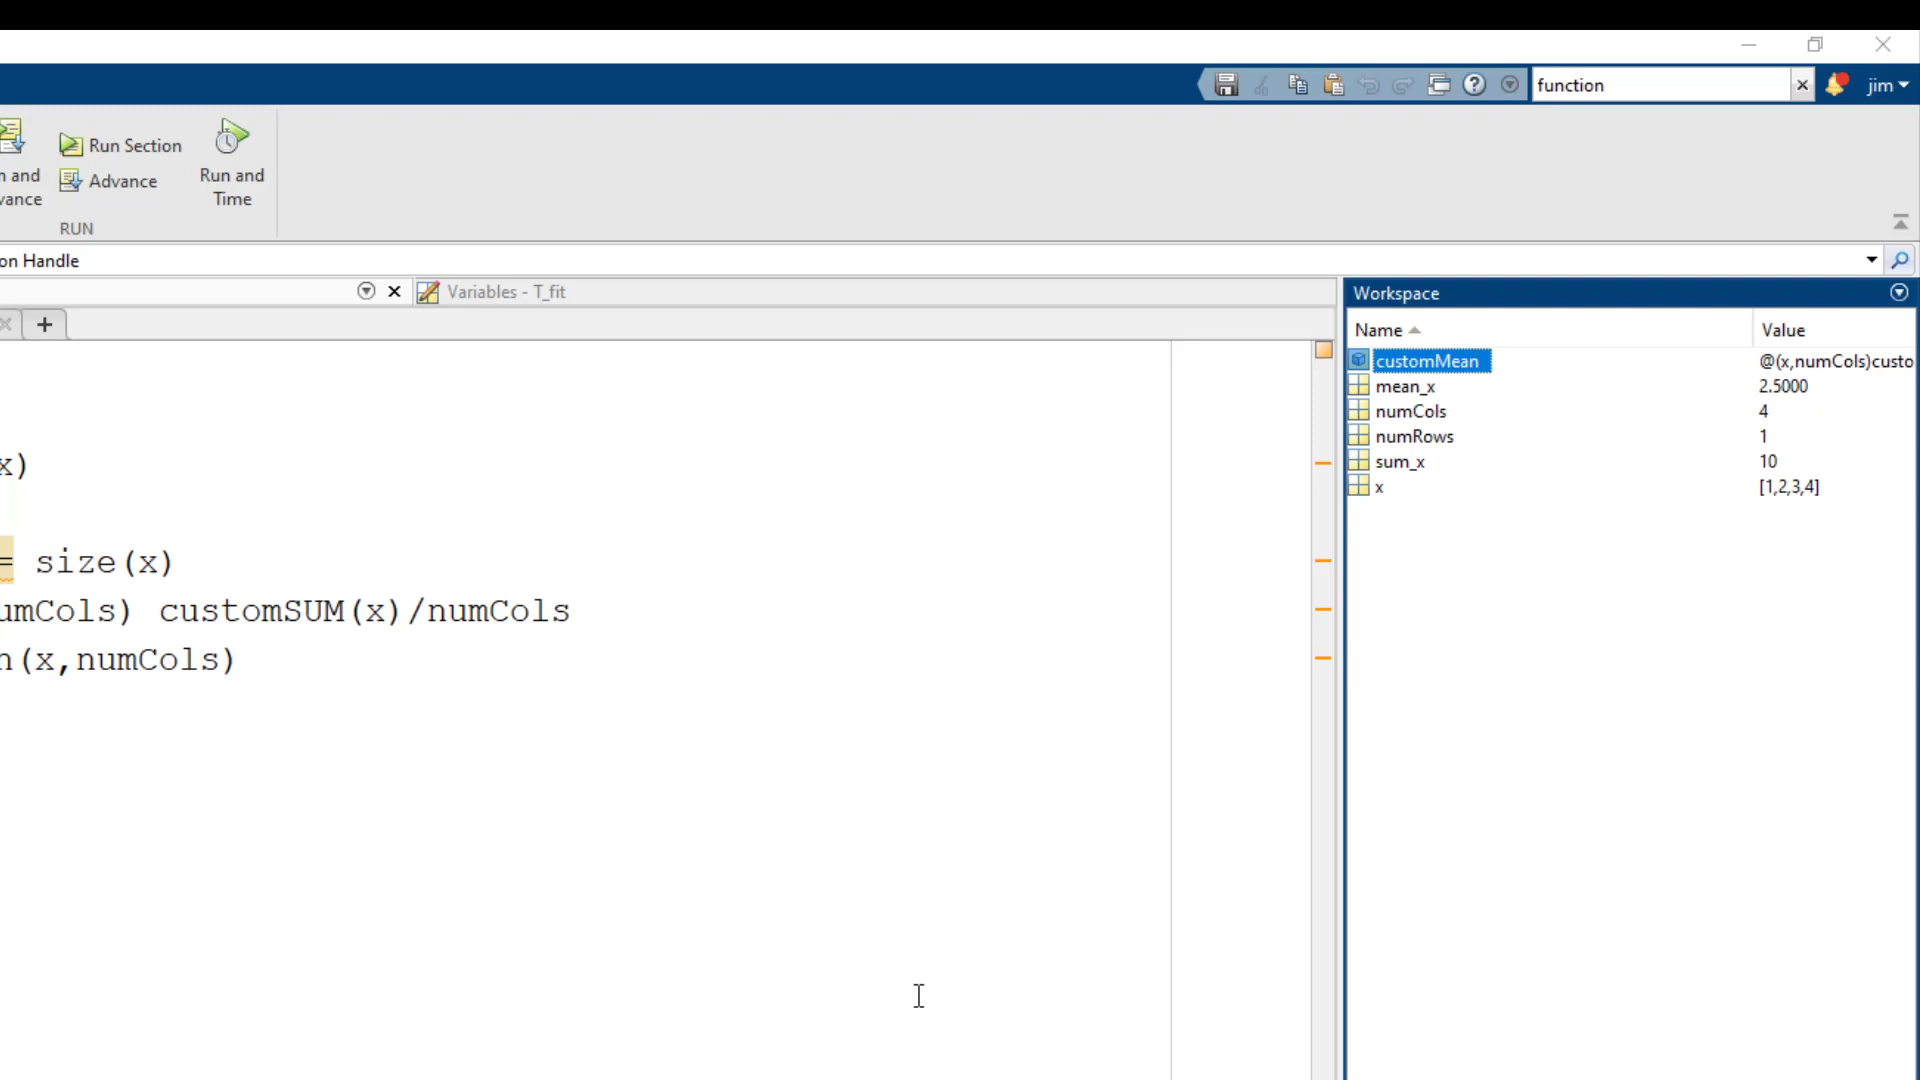 function
jim
n and
vance
Run Section
Advance
Run and
Time
RUN
on Handle
Variables - T_fit
Workspace
Name Value
customMean @(x,numCols)custo
mean_x 2.5000
numCols 4
numRows 1
sum_x 10
x [1,2,3,4]
x)
= size(x)
umCols) customSUM(x)/numCols
n(x,numCols)